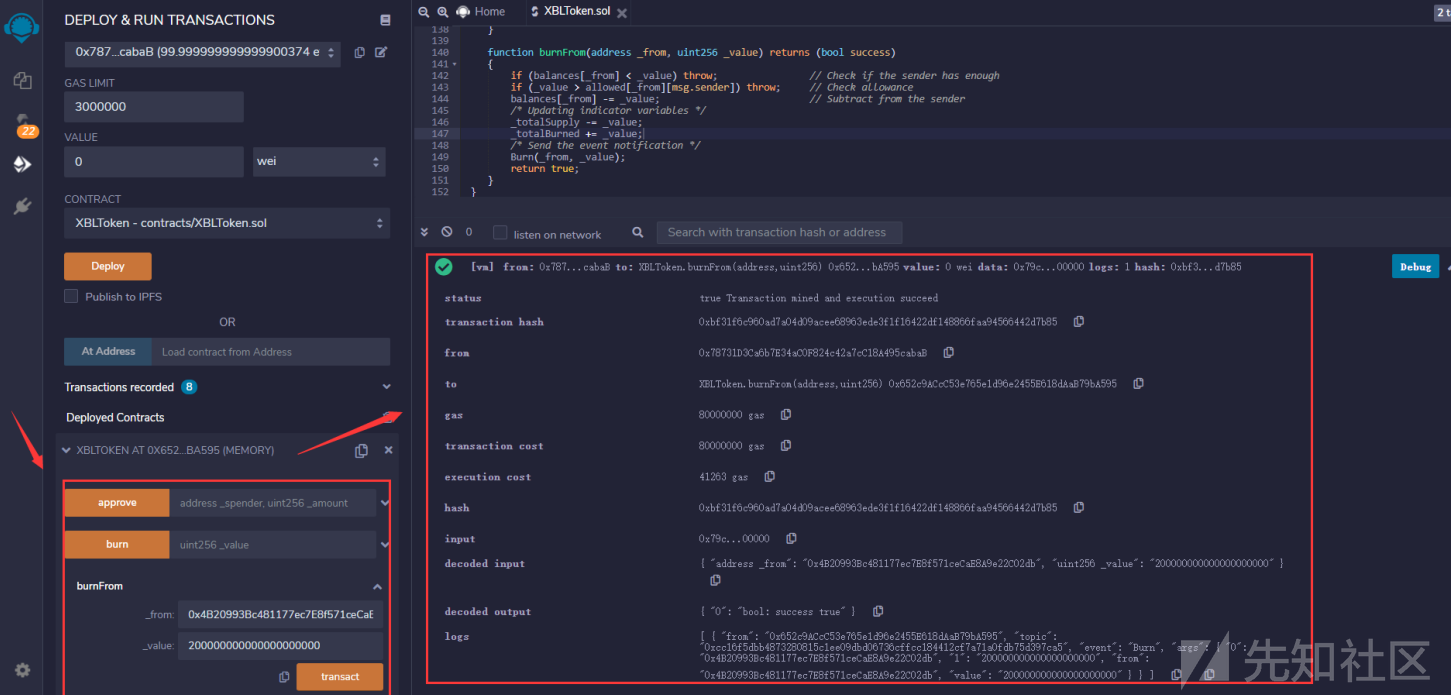 DEPLOY & RUN TRANSACTIONS
0x787...cabaB (99.999999999999900374 e
GAS LIMIT
3000000
VALUE
0
wei
CONTRACT
XBLToken - contracts/XBLToken.sol
Deploy
Publish to IPFS
OR
At Address
Load contract from Address
Transactions recorded 8
Deployed Contracts
XBLTOKEN AT 0X652...BA595 (MEMORY)
approve
address _spender, uint256 _amount
burn
uint256 _value
burnFrom
_from:
0x4B20993Bc481177ec7E8f571ceCaE
_value:
200000000000000000000
transact
22
Home
XBLToken.sol
2 t
138 }
139
140 function burnFrom(address _from, uint256 _value) returns (bool success)
141 {
142 if (balances[_from] < _value) throw; // Check if the sender has enough
143 if (_value > allowed[_from][msg.sender]) throw; // Check allowance
144 balances[_from] -= _value; // Subtract from the sender
145 /* Updating indicator variables */
146 _totalSupply -= _value;
147 _totalBurned += _value;
148 /* Send the event notification */
149 Burn(_from, _value);
150 return true;
151 }
152 }
0
listen on network
Search with transaction hash or address
[vm] from: 0x787...cabaB to: XBLToken.burnFrom(address,uint256) 0x652...bA595 value: 0 wei data: 0x79c...00000 logs: 1 hash: 0xbf3...d7b85
Debug
status true Transaction mined and execution succeed
transaction hash 0xbf31f6c960ad7a04d09acee68963ede3f1f16422df148866faa94566442d7b85
from 0x78731D3Ca6b7E34aC0F824c42a7cC18A495cabaB
to XBLToken.burnFrom(address,uint256) 0x652c9ACcC53e765e1d96e2455E618dAaB79bA595
gas 80000000 gas
transaction cost 80000000 gas
execution cost 41263 gas
hash 0xbf31f6c960ad7a04d09acee68963ede3f1f16422df148866faa94566442d7b85
input 0x79c...00000
decoded input { "address _from": "0x4B20993Bc481177ec7E8f571ceCaE8A9e22C02db", "uint256 _value": "200000000000000000000" }
decoded output { "0": "bool: success true" }
logs [ { "from": "0x652c9ACcC53e765e1d96e2455E618dAaB79bA595", "topic":
"0xcc16f5dbb4873280815c1ee09dbd06736cffcc184412cf7a71a0fdb75d397ca5", "event": "Burn", "args": { "0":
"0x4B20993Bc481177ec7E8f571ceCaE8A9e22C02db", "1": "200000000000000000000", "from":
"0x4B20993Bc481177ec7E8f571ceCaE8A9e22C02db", "value": "200000000000000000000" } } ]
先知社区